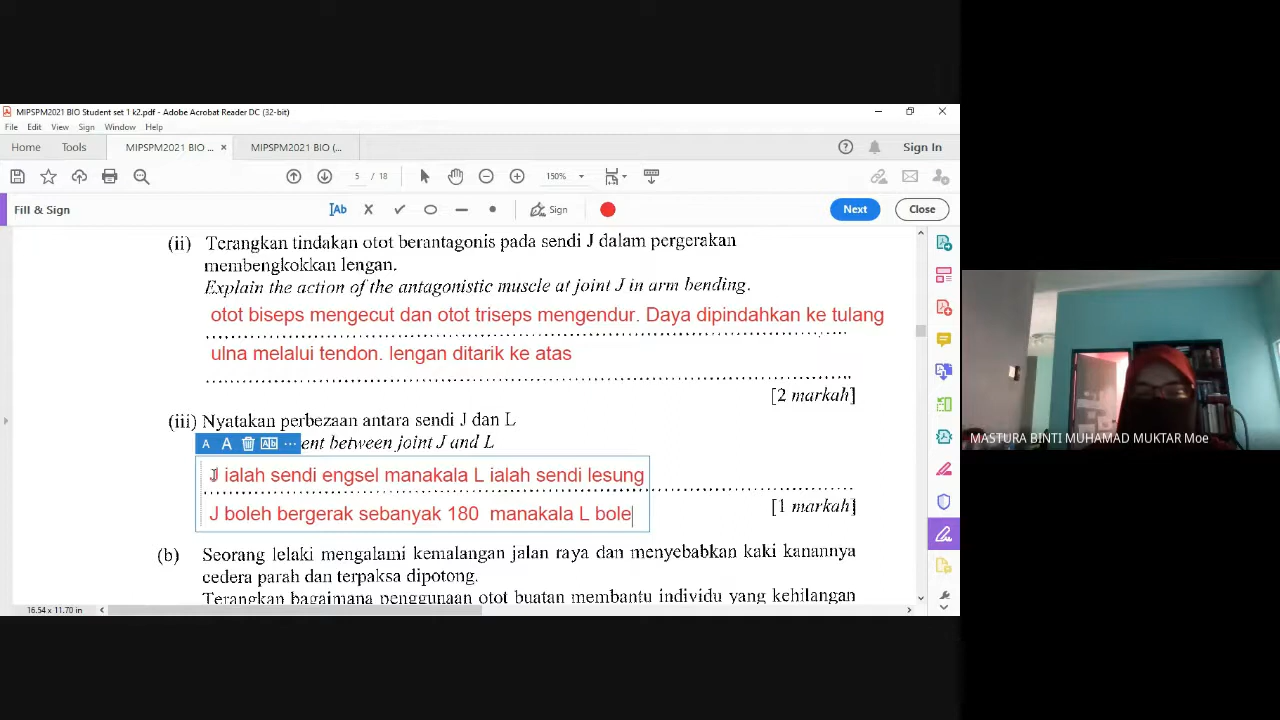 MIPSPM2021 BIO Student set 1 k2.pdf - Adobe Acrobat Reader DC (32-bit)
File Edit View Sign Window Help
Home Tools MIPSPM2021 BIO ... × MIPSPM2021 BIO (... Sign In
5 / 18 150%
Fill & Sign Ab Sign Next Close
(ii) Terangkan tindakan otot berantagonis pada sendi J dalam pergerakan
membengkokkan lengan.
Explain the action of the antagonistic muscle at joint J in arm bending.
otot biseps mengecut dan otot triseps mengendur. Daya dipindahkan ke tulang
ulna melalui tendon. lengan ditarik ke atas
[2 markah]
(iii) Nyatakan perbezaan antara sendi J dan L
A A Ab ... ent between joint J and L
J ialah sendi engsel manakala L ialah sendi lesung
[1 markah]
J boleh bergerak sebanyak 180 manakala L bole
(b) Seorang lelaki mengalami kemalangan jalan raya dan menyebabkan kaki kanannya
cedera parah dan terpaksa dipotong.
Terangkan bagaimana penggunaan otot buatan membantu individu yang kehilangan
16.54 x 11.70 in
MASTURA BINTI MUHAMAD MUKTAR Moe